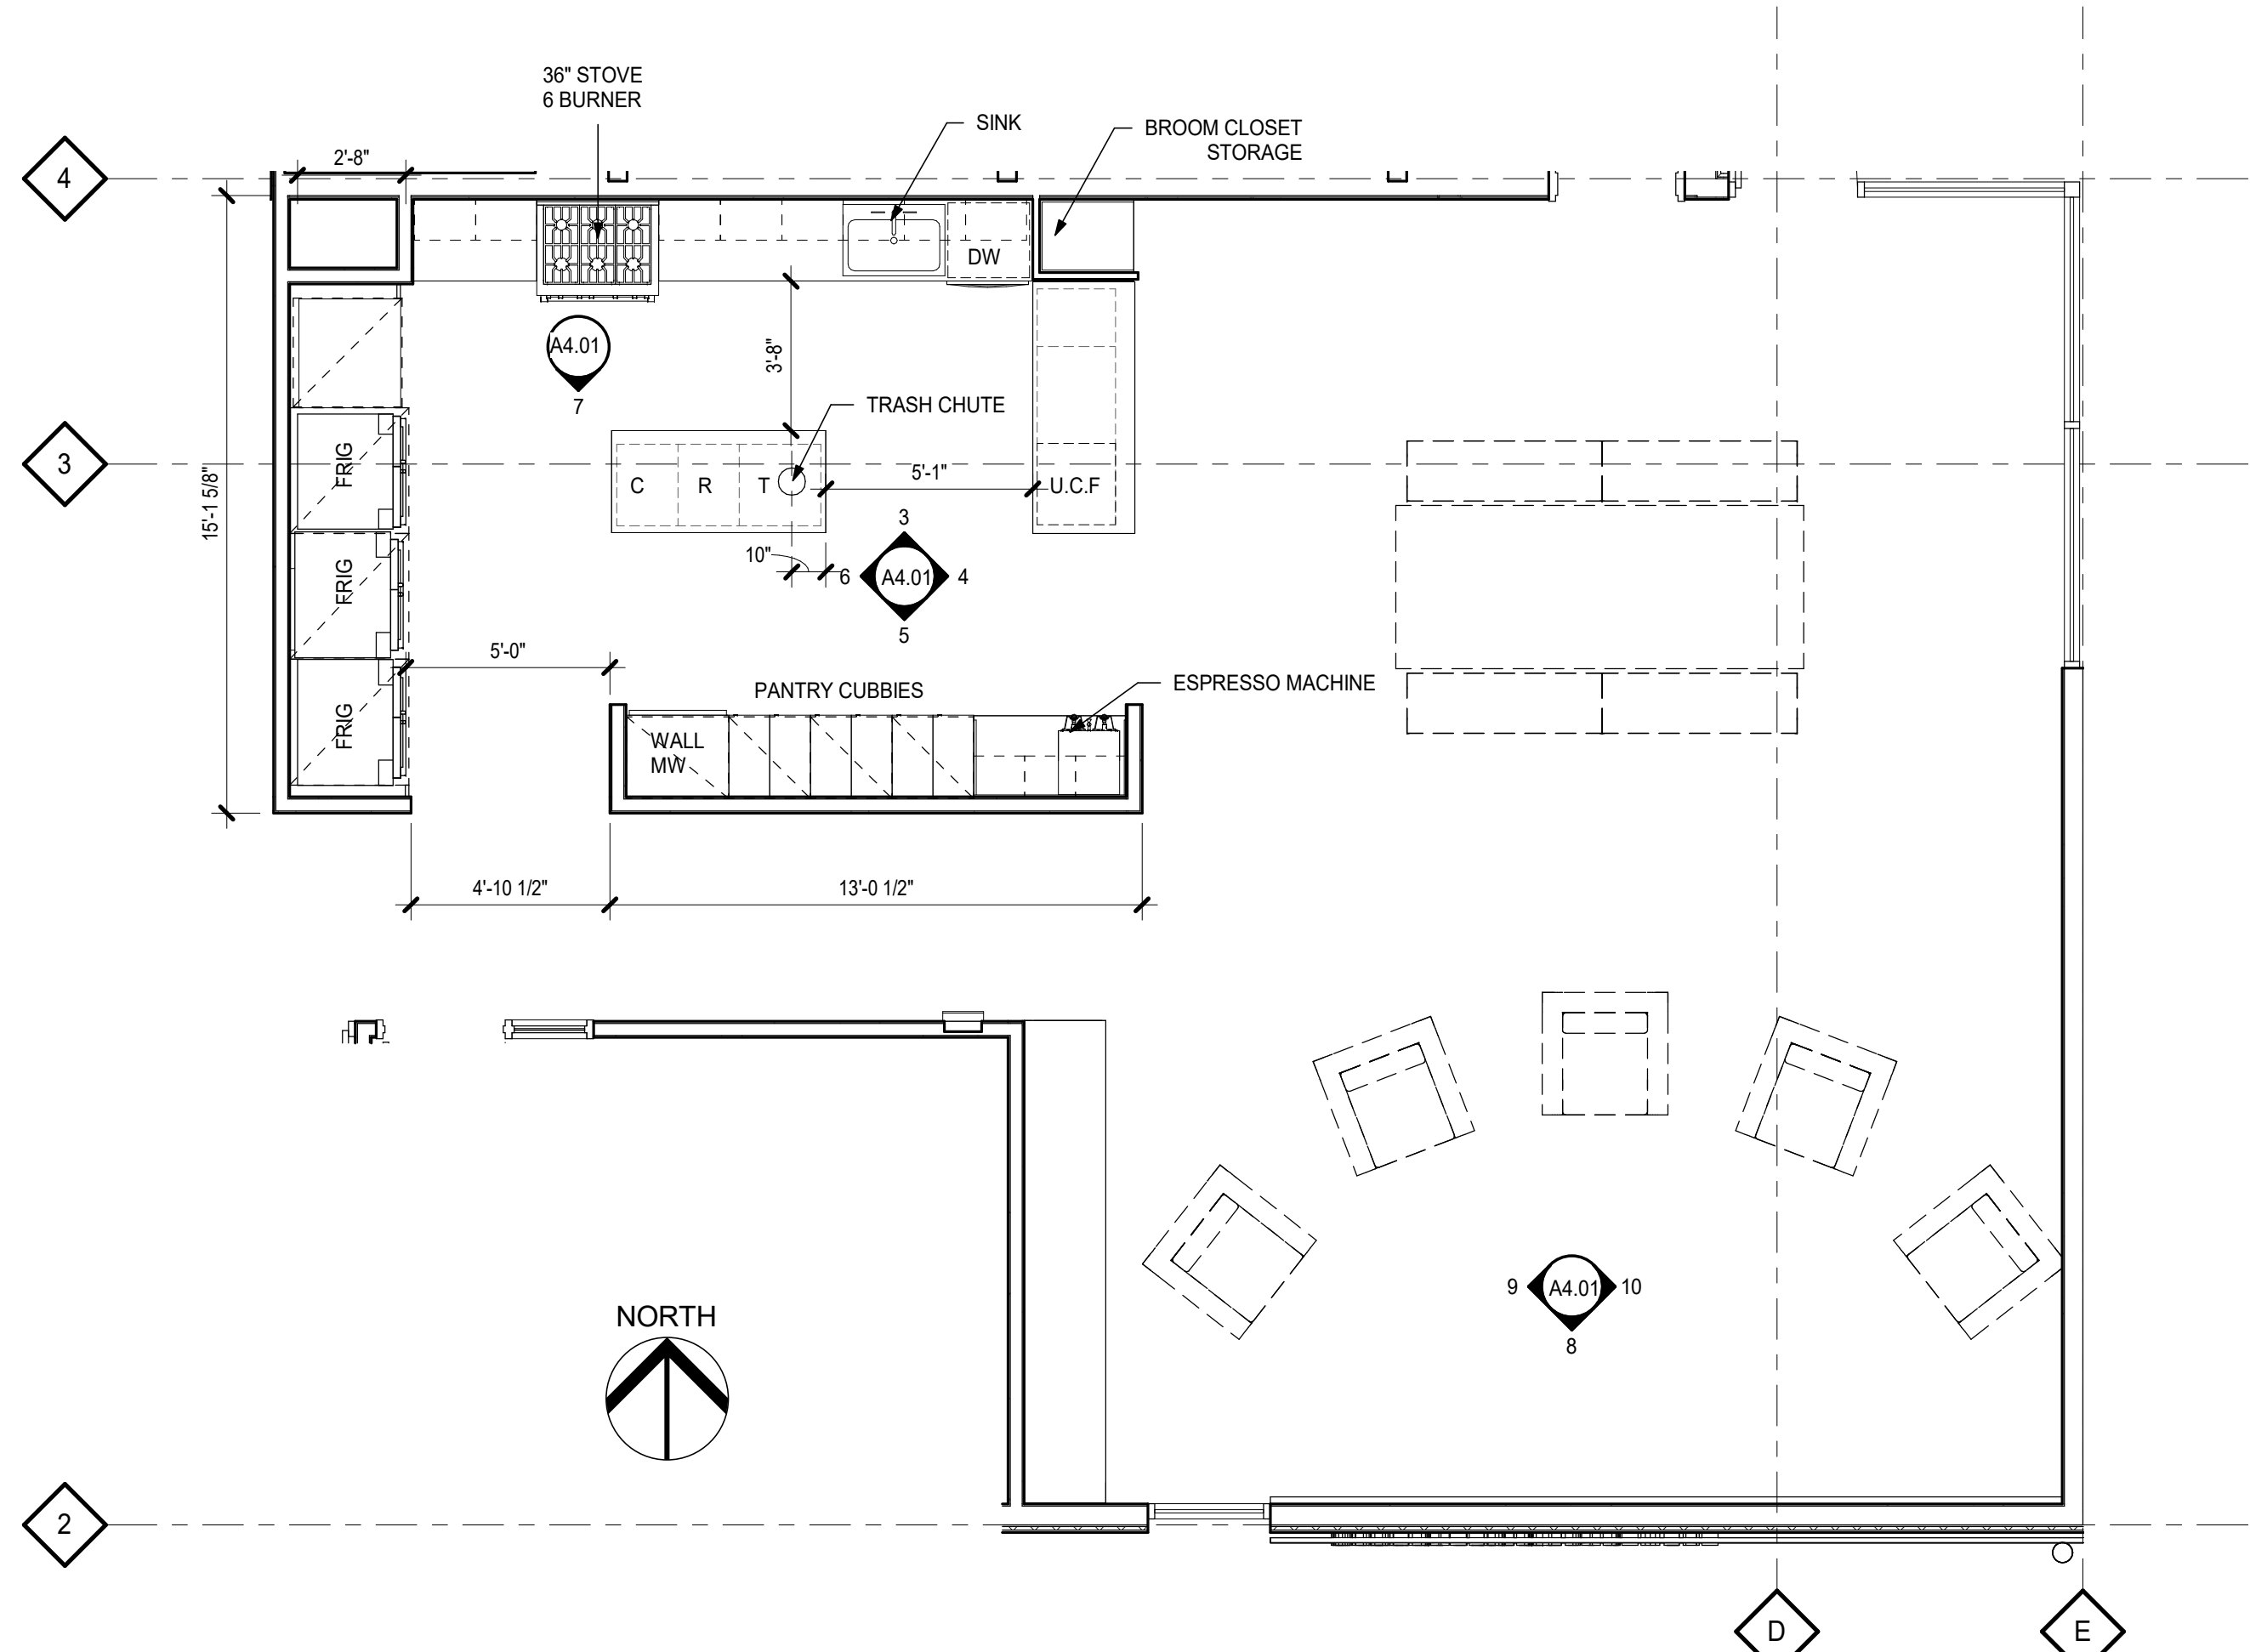 36" STOVE
6 BURNER
SINK
BROOM CLOSET
STORAGE
4
2'-8"
DW
A4.01
7
3'-8"
TRASH CHUTE
3
15'-1 5/8"
FRIG
C R T
5'-1"
U.C.F
10"
3
6 A4.01 4
5
FRIG
5'-0"
PANTRY CUBBIES
ESPRESSO MACHINE
FRIG
WALL
MW
4'-10 1/2"
13'-0 1/2"
9 A4.01 10
8
NORTH
2
D
E